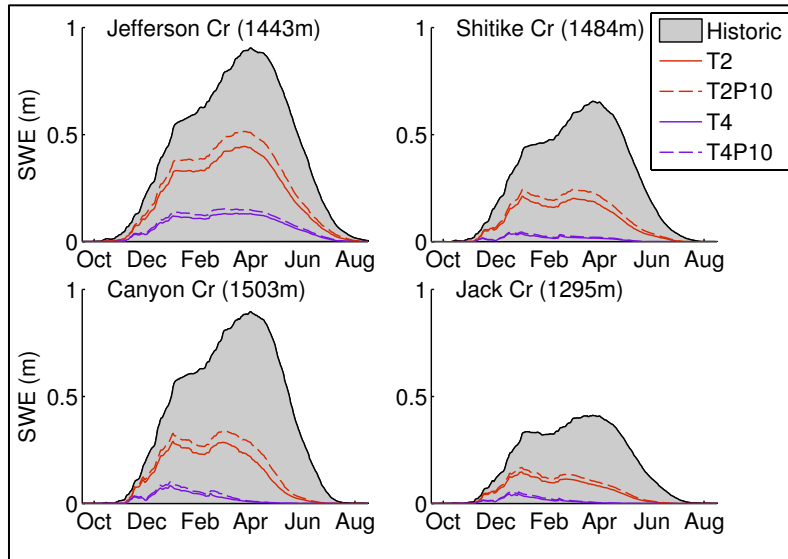 Jefferson Cr (1443m)
1
0.5
0
SWE (m)
Oct Dec Feb Apr Jun Aug
Shitike Cr (1484m)
1
0.5
0
Oct Dec Feb Apr Jun Aug
Historic
T2
T2P10
T4
T4P10
Canyon Cr (1503m)
1
0.5
0
SWE (m)
Oct Dec Feb Apr Jun Aug
Jack Cr (1295m)
1
0.5
0
Oct Dec Feb Apr Jun Aug